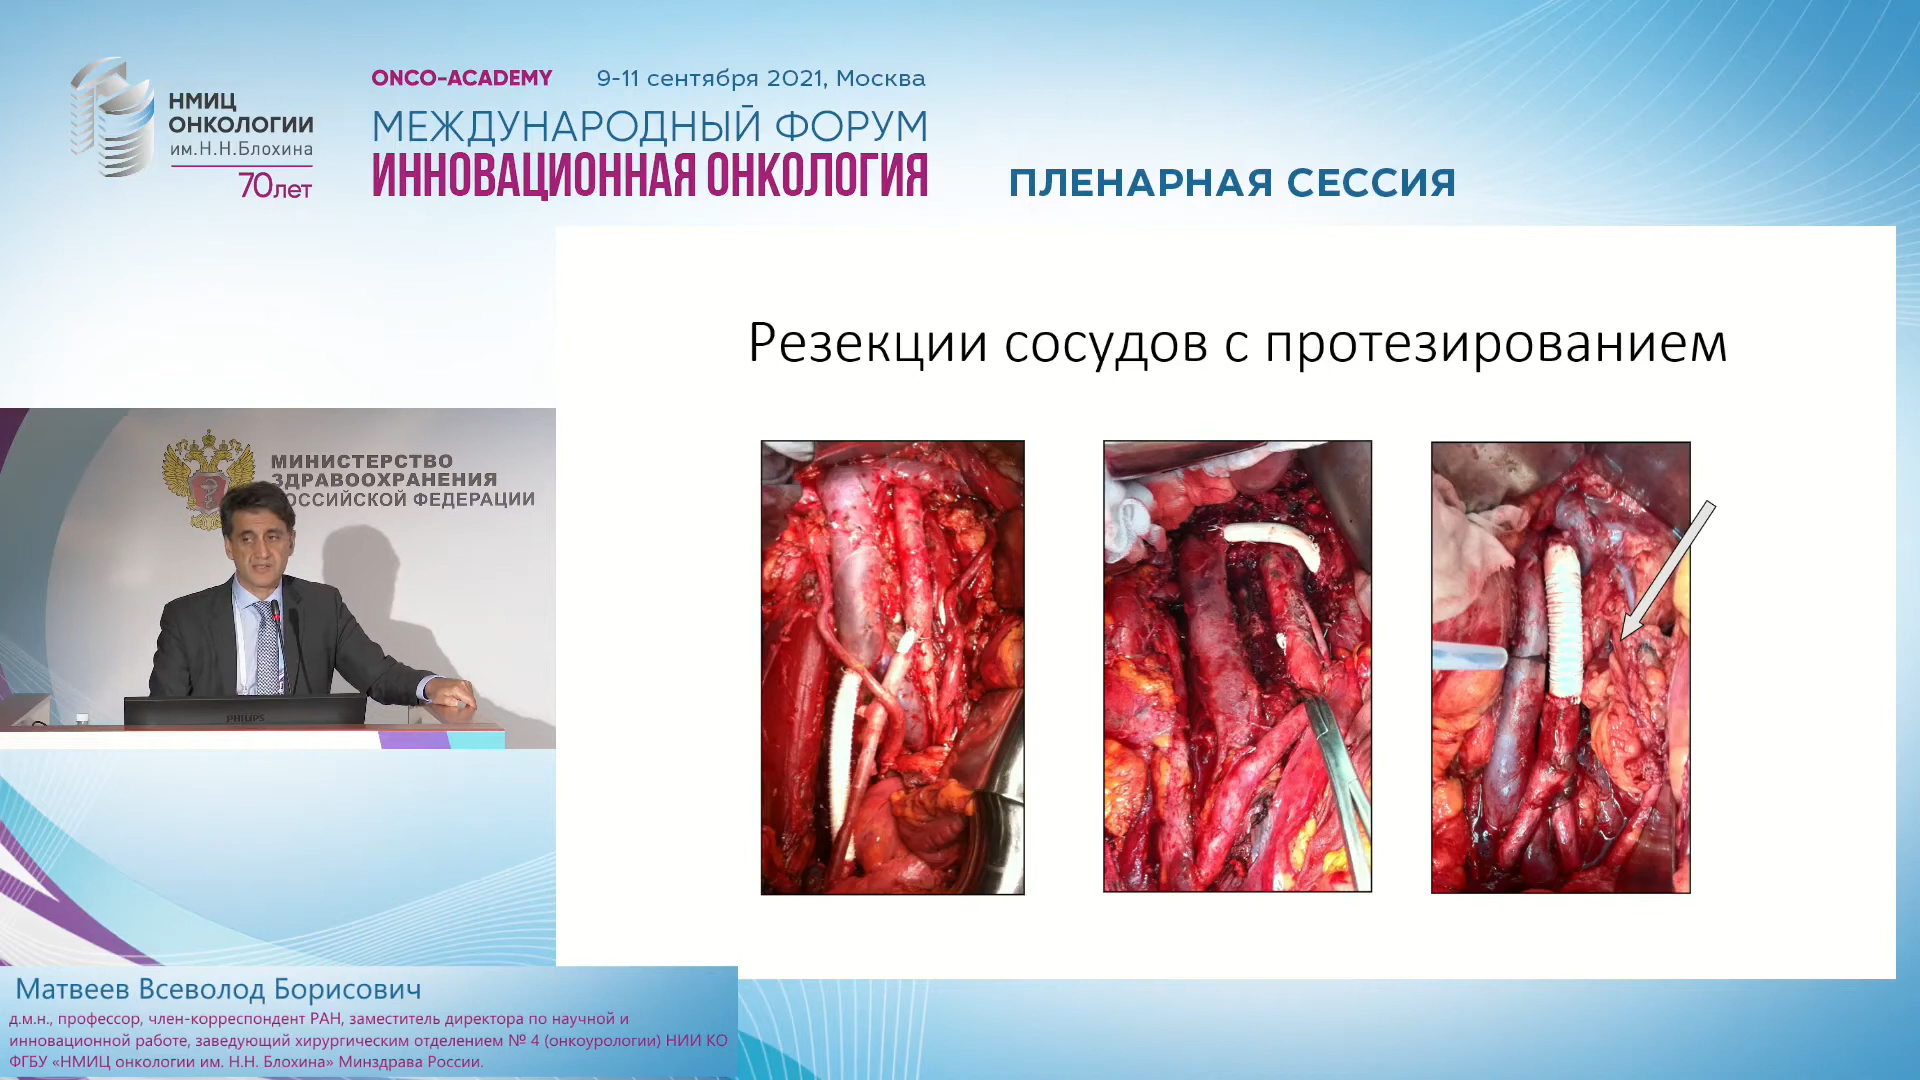 НМИЦ
ОНКОЛОГИИ
им.Н.Н.Блохина
70лет
ONCO-ACADEMY 9-11 сентября 2021, Москва
МЕЖДУНАРОДНЫЙ ФОРУМ
ИННОВАЦИОННАЯ ОНКОЛОГИЯ
ПЛЕНАРНАЯ СЕССИЯ
Резекции сосудов с протезированием
МИНИСТЕРСТВО
ЗДРАВООХРАНЕНИЯ
РОССИЙСКОЙ ФЕДЕРАЦИИ
PHILIPS
Матвеев Всеволод Борисович
д.м.н., профессор, член-корреспондент РАН, заместитель директора по научной и
инновационной работе, заведующий хирургическим отделением № 4 (онкоурологии) НИИ КО
ФГБУ «НМИЦ онкологии им. Н.Н. Блохина» Минздрава России.